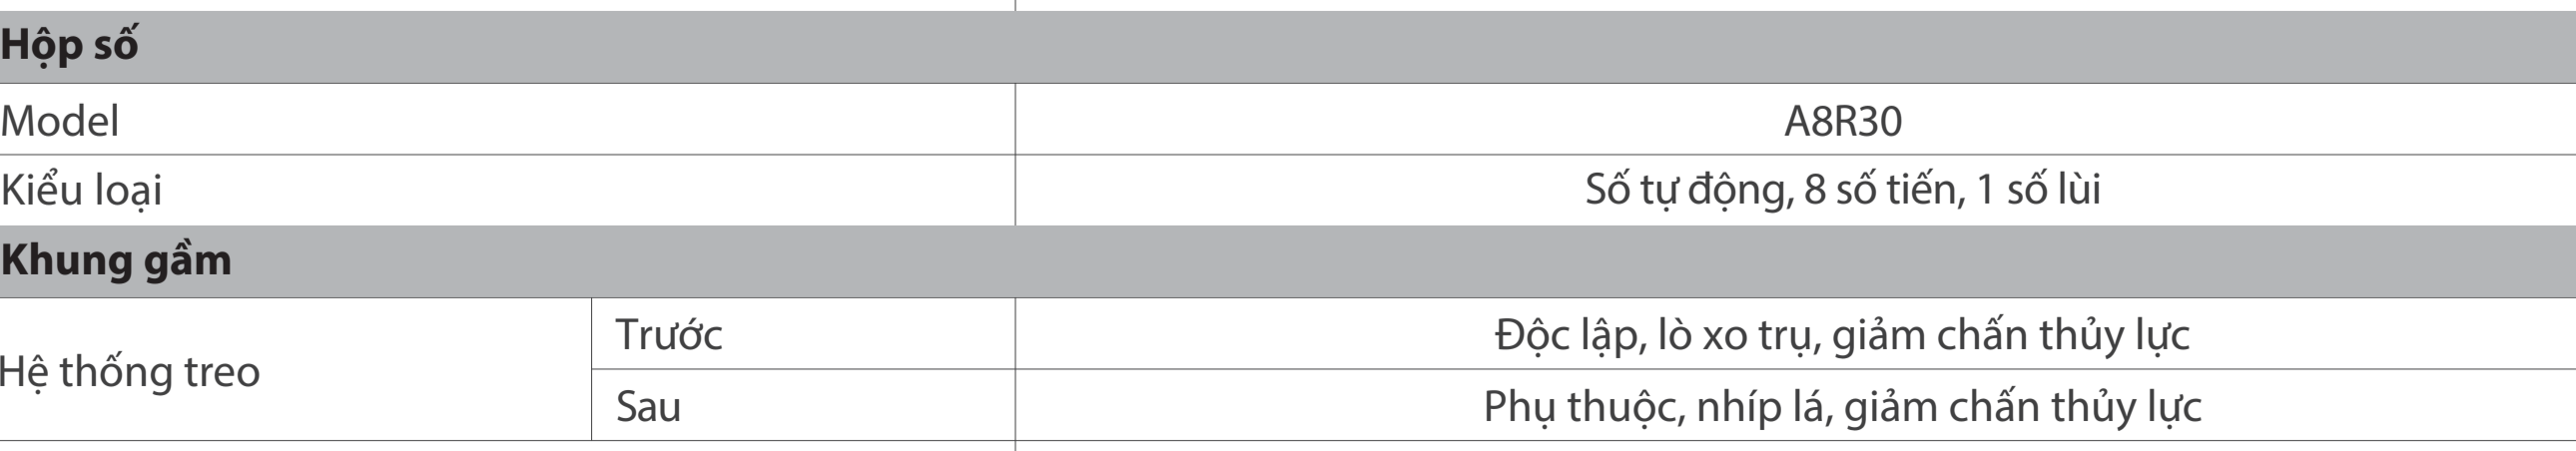 Hộp số
Model A8R30
Kiểu loại Số tự động, 8 số tiến, 1 số lùi
Khung gầm
Hệ thống treo
Trước Độc lập, lò xo trụ, giảm chấn thủy lực
Sau Phụ thuộc, nhíp lá, giảm chấn thủy lực